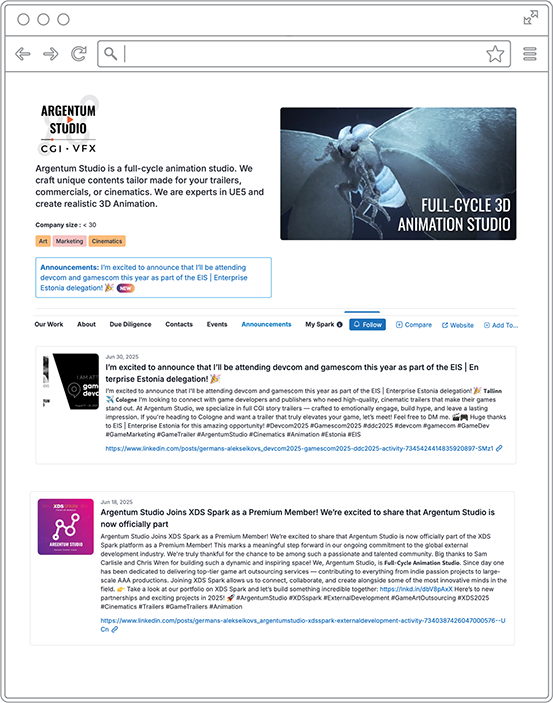 ARGENTUM
STUDIO
CGI · VFX
Argentum Studio is a full-cycle animation studio. We
craft unique contents tailor made for your trailers,
commercials, or cinematics. We are experts in UE5 and
create realistic 3D Animation.
Company size : < 30
Art Marketing Cinematics
Announcements: I'm excited to announce that I'll be attending
devcom and gamescom this year as part of the EIS | Enterprise
Estonia delegation! 🎉 NEW
FULL-CYCLE 3D
ANIMATION STUDIO
Our Work About Due Diligence Contacts Events Announcements My Spark Follow Compare Website Add To...
Jun 30, 2025
I'm excited to announce that I'll be attending devcom and gamescom this year as part of the EIS | En
terprise Estonia delegation! 🎉
I'm excited to announce that I'll be attending devcom and gamescom this year as part of the EIS | Enterprise Estonia delegation! 🎉 𝗧𝗮𝗹𝗹𝗶𝗻𝗻
✈️ 𝗖𝗼𝗹𝗼𝗴𝗻𝗲 I'm looking to connect with game developers and publishers who need high-quality, cinematic trailers that make their games
stand out. At Argentum Studio, we specialize in full CGI story trailers — crafted to emotionally engage, build hype, and leave a lasting
impression. If you're heading to Cologne and want a trailer that truly elevates your game, let's meet! Feel free to DM me. 🎬🎮 Huge thanks
to EIS | Enterprise Estonia for this amazing opportunity! #Devcom2025 #Gamescom2025 #ddc2025 #devcom #gamecom #GameDev
#GameMarketing #GameTrailer #ArgentumStudio #Cinematics #Animation #Estonia #EIS
https://www.linkedin.com/posts/germans-alekseikovs_devcom2025-gamescom2025-ddc2025-activity-7345424414835920897-SMz1
XDS SPARK
ARGENTUM STUDIO
Jun 18, 2025
Argentum Studio Joins XDS Spark as a Premium Member! We're excited to share that Argentum Studio is
now officially part
Argentum Studio Joins XDS Spark as a Premium Member! We're excited to share that Argentum Studio is now officially part of the XDS
Spark platform as a Premium Member! This marks a meaningful step forward in our ongoing commitment to the global external
development industry. We're truly thankful for the chance to be among such a passionate and talented community. Big thanks to Sam
Carlisle and Chris Wren for building such a dynamic and inspiring space! We, Argentum Studio, is 𝗙𝘂𝗹𝗹-𝗖𝘆𝗰𝗹𝗲 𝗔𝗻𝗶𝗺𝗮𝘁𝗶𝗼𝗻 𝗦𝘁𝘂𝗱𝗶𝗼. Since day one
has been dedicated to delivering top-tier game art outsourcing services — contributing to everything from indie passion projects to large-
scale AAA productions. Joining XDS Spark allows us to connect, collaborate, and create alongside some of the most innovative minds in the
field. 👉 Take a look at our portfolio on XDS Spark and let's build something incredible together: https://lnkd.in/dbV8pAxX Here's to new
partnerships and exciting projects in 2025! 🚀 #ArgentumStudio #XDSspark #ExternalDevelopment #GameArtOutsourcing #XDS2025
#Cinematics #Trailers #GameTrailers #Animation
https://www.linkedin.com/posts/germans-alekseikovs_argentumstudio-xdsspark-externaldevelopment-activity-7340387426047000576--U
Cn